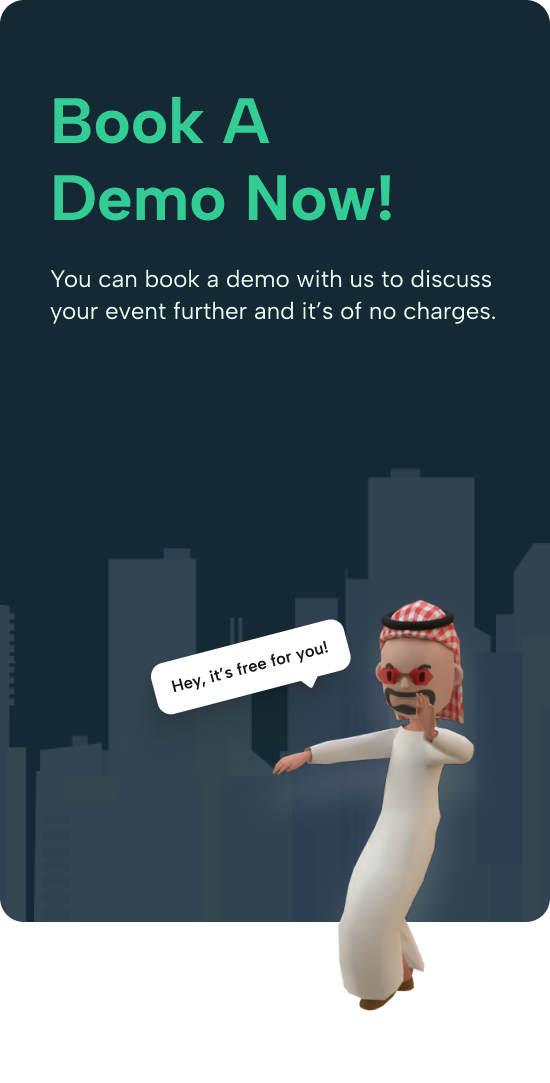 Book A
Demo Now!
You can book a demo with us to discuss
your event further and it’s of no charges.
Hey, it’s free for you!